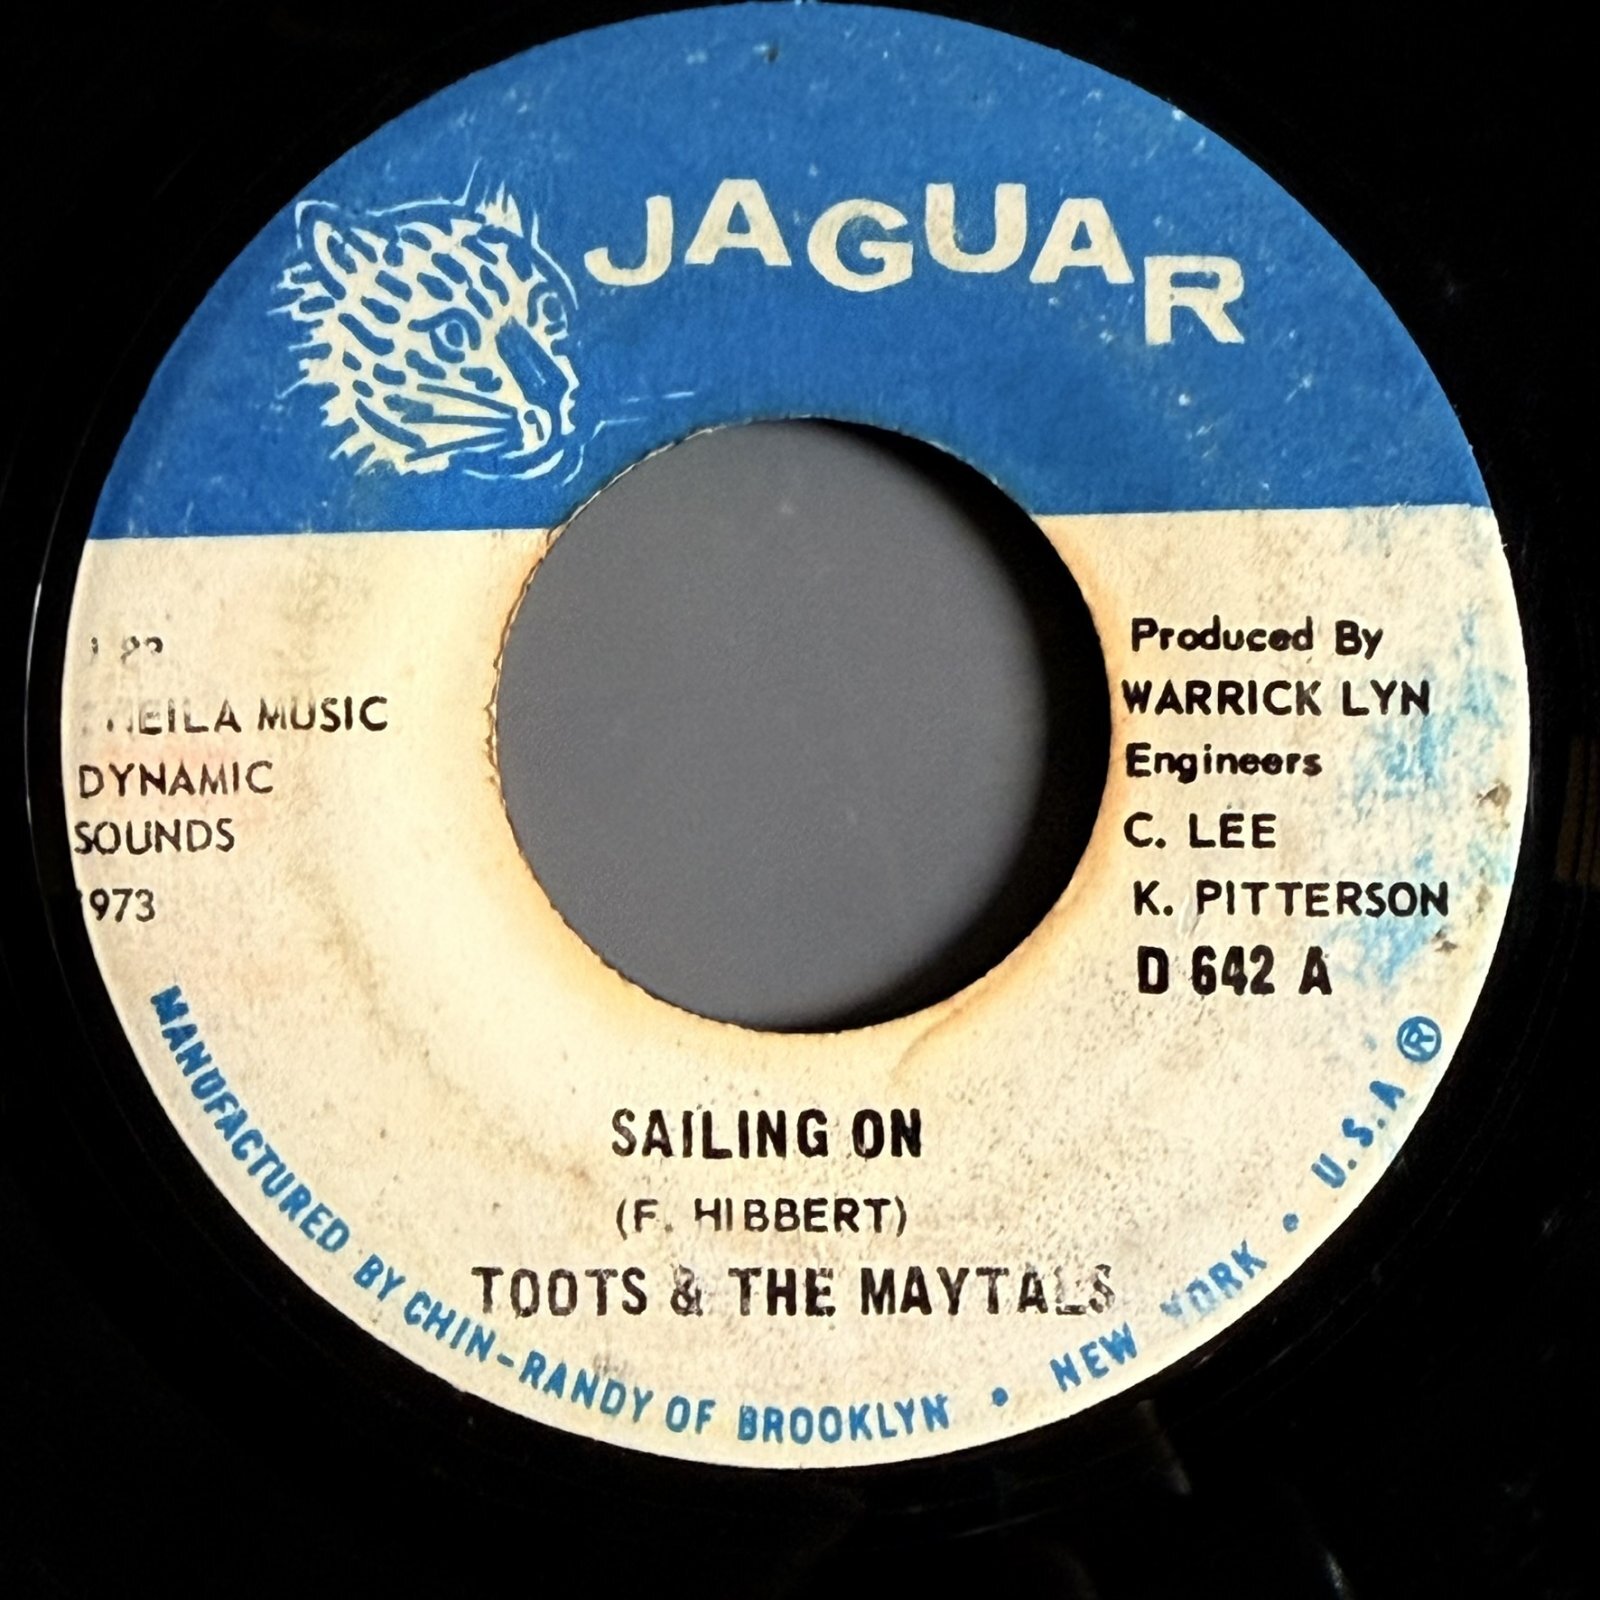 JAGUAR
MUSIC
DYNAMIC
SOUNDS
973
Produced By
WARRICK LYN
Engineers
C. LEE
K. PITTERSON
D 642 A
SAILING ON
(F. HIBBERT)
TOOTS & THE MAYTALS
MANUFACTURED BY CHIN-RANDY OF BROOKLYN • NEW YORK • U.S.A ®